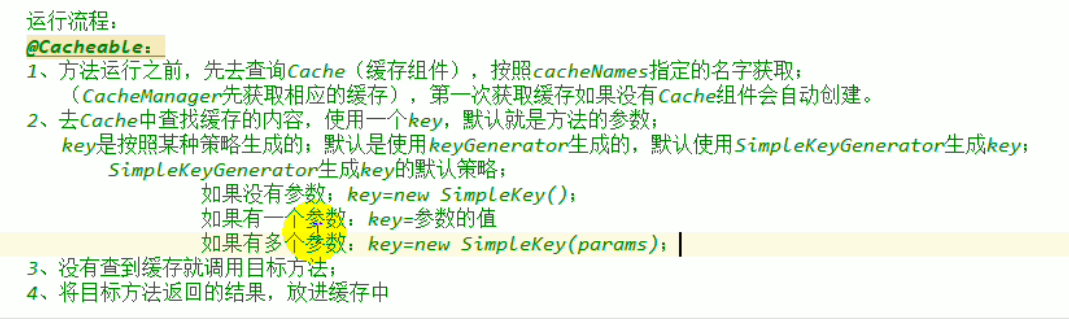 运行流程：
@Cacheable：
1、方法运行之前，先去查询Cache（缓存组件），按照cacheNames指定的名字获取；
（CacheManager先获取相应的缓存），第一次获取缓存如果没有Cache组件会自动创建。
2、去Cache中查找缓存的内容，使用一个key，默认就是方法的参数；
key是按照某种策略生成的；默认是使用keyGenerator生成的，默认使用SimpleKeyGenerator生成key；
SimpleKeyGenerator生成key的默认策略；
如果没有参数；key=new SimpleKey()；
如果有一个参数：key=参数的值
如果有多个参数：key=new SimpleKey(params)；
3、没有查到缓存就调用目标方法；
4、将目标方法返回的结果，放进缓存中